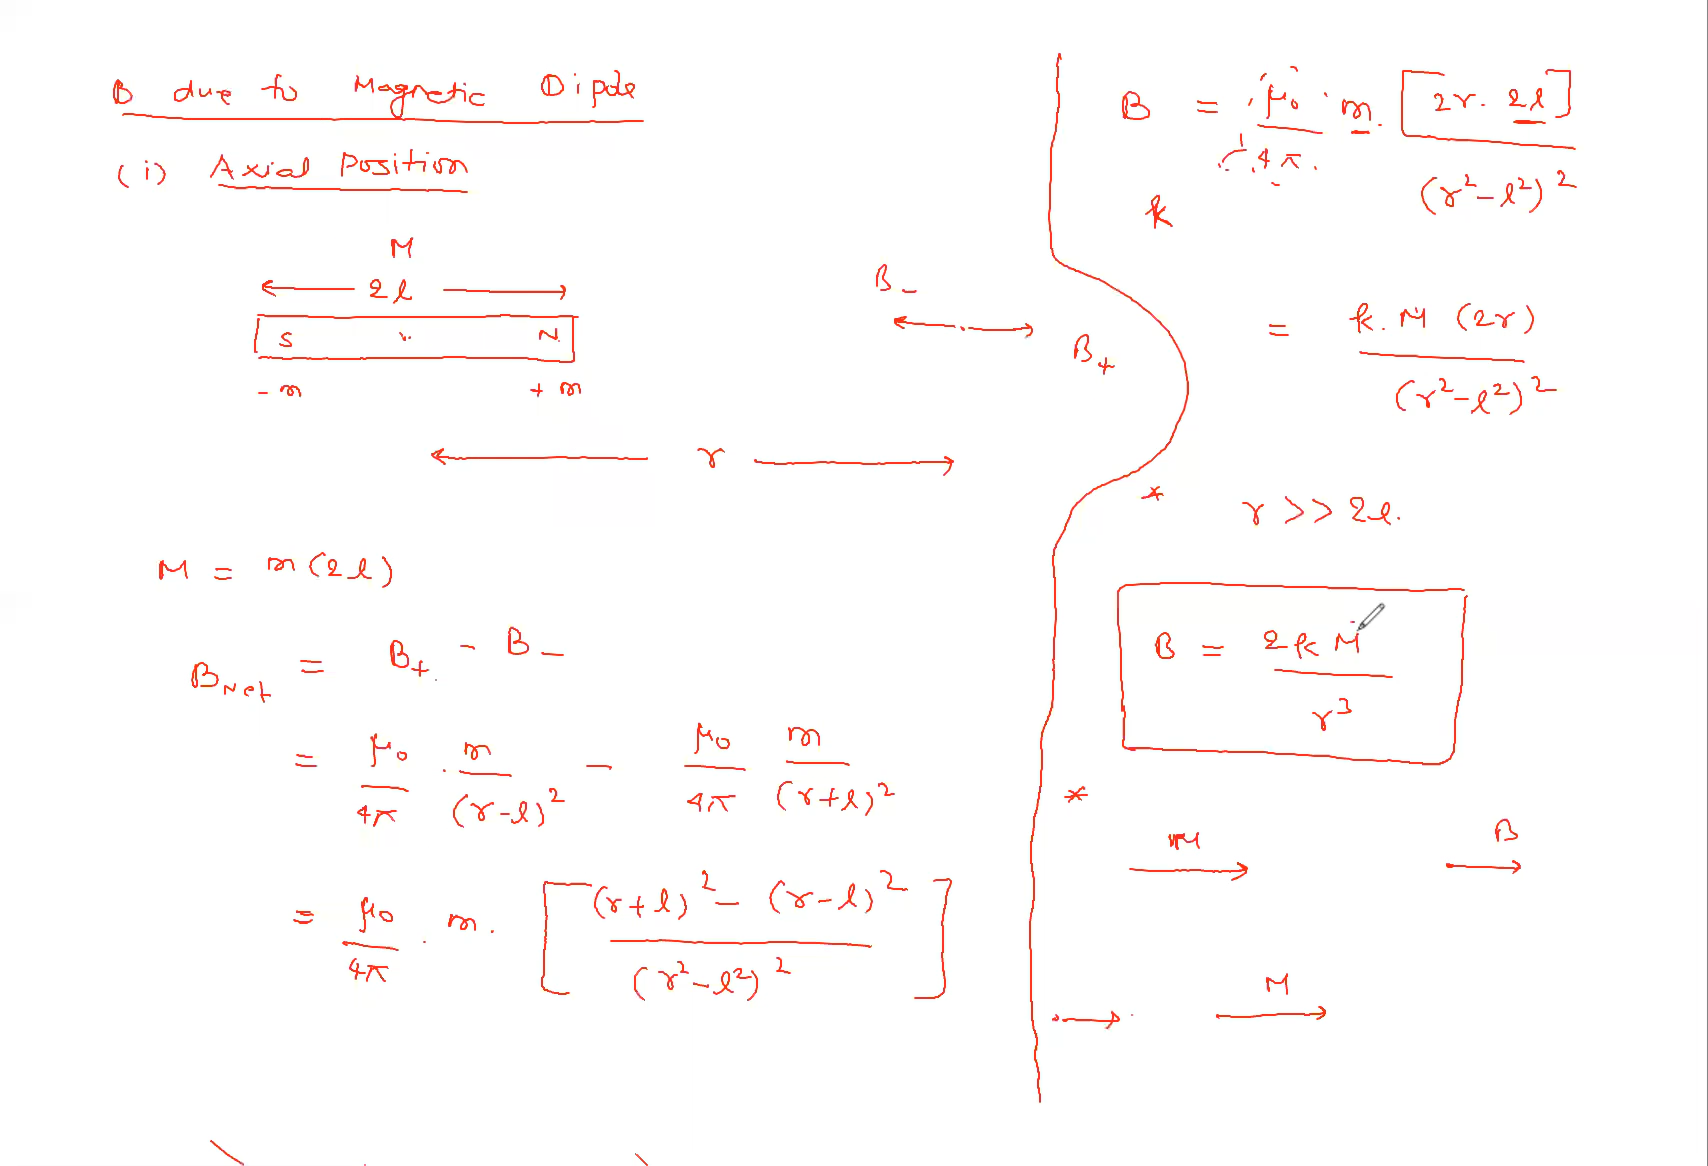 B due to Magnetic Dipole
(i) Axial Position
M
2l
S N
-m +m
B-
B+
r
M = m(2l)
BNet = B+ - B-
= μ₀/4π · m/(r-l)² - μ₀/4π m/(r+l)²
= μ₀/4π · m · [(r+l)² - (r-l)² / (r²-l²)²]
B = μ₀/4π · m · [2r · 2l] / (r²-l²)²
k
= k. M (2r) / (r²-l²)²
* r >> 2l.
B = 2kM / r³
*
M B
M